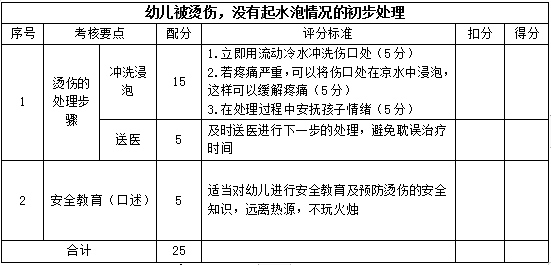 幼儿被烫伤，没有起水泡情况的初步处理
序号 考核要点 配分 评分标准 扣分 得分
1 烫伤的处理步骤 冲洗浸泡 15
1.立即用流动冷水冲洗伤口处（5分）
2.若疼痛严重，可以将伤口处在凉水中浸泡，
这样可以缓解疼痛（5分）
3.在处理过程中安抚孩子情绪（5分）
送医 5
及时送医进行下一步的处理，避免耽误治疗
时间
2 安全教育（口述） 5
适当对幼儿进行安全教育及预防烫伤的安全
知识，远离热源，不玩火烛
合计 25